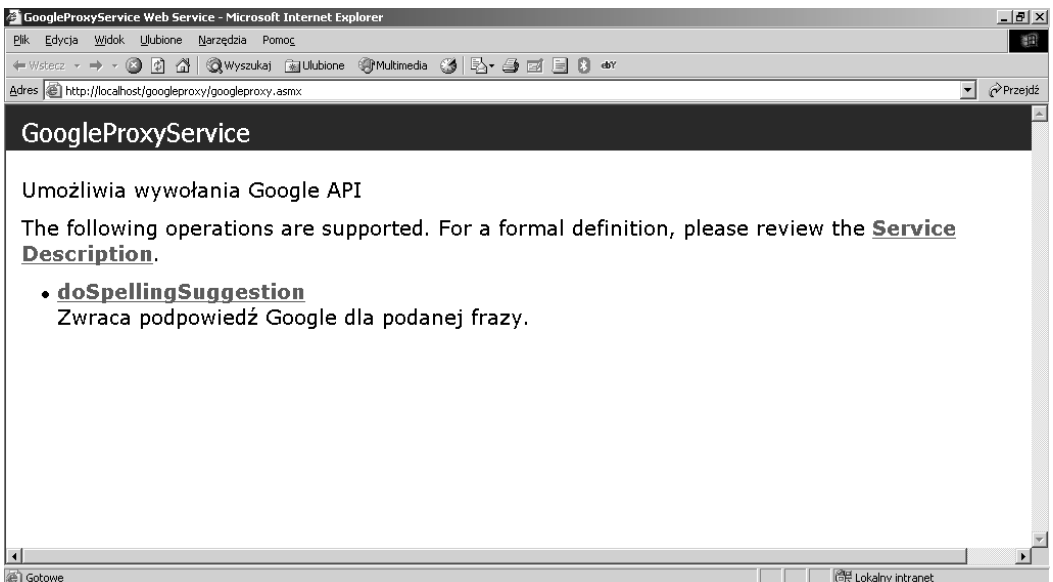 GoogleProxyService Web Service - Microsoft Internet Explorer
Plik Edycja Widok Ulubione Narzędzia Pomoc
Wstecz Wyszukaj Ulubione Multimedia
Adres http://localhost/googleproxy/googleproxy.asmx Przejdź
GoogleProxyService
Umożliwia wywołania Google API
The following operations are supported. For a formal definition, please review the Service
Description.
• doSpellingSuggestion
Zwraca podpowiedź Google dla podanej frazy.
Gotowe Lokalny intranet